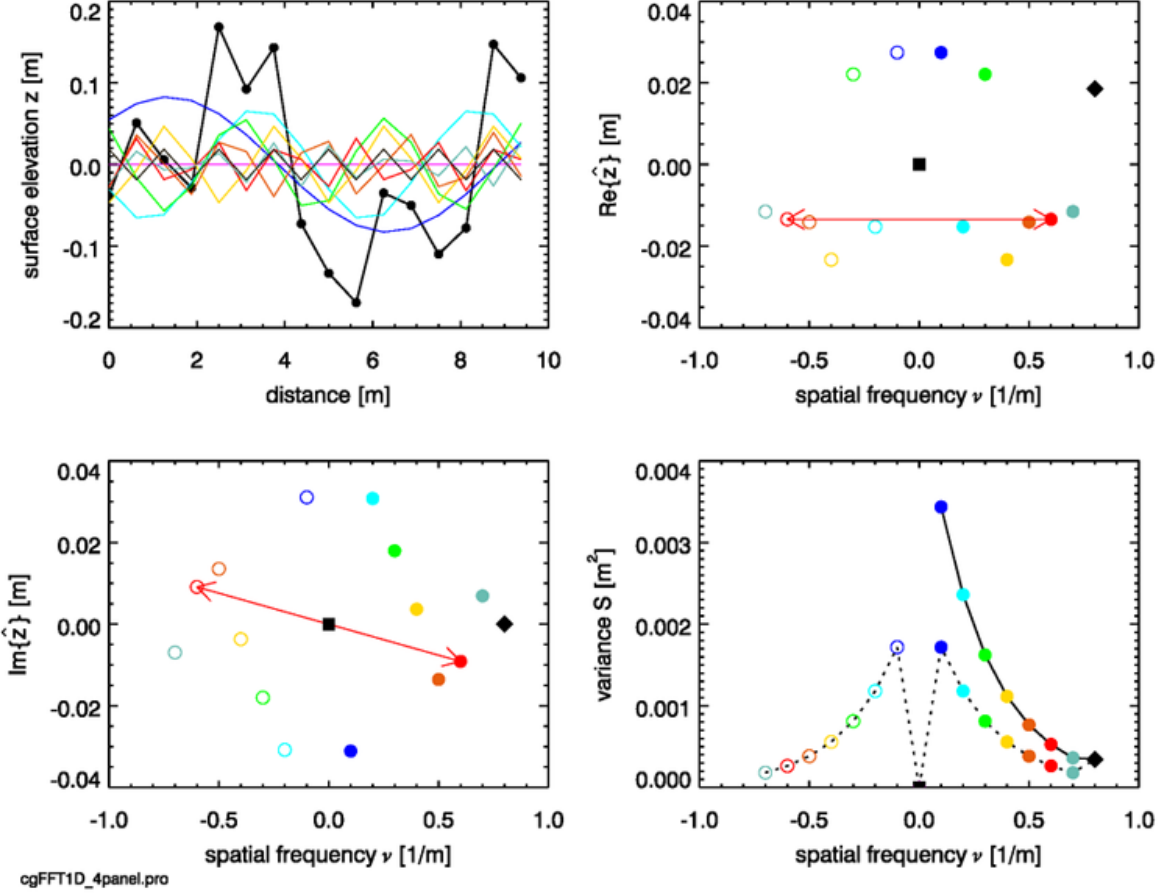 0.2
0.1
0.0
-0.1
-0.2
surface elevation z [m]
0 2 4 6 8 10
distance [m]
0.04
0.02
0.00
-0.02
-0.04
Re{ẑ} [m]
-1.0 -0.5 0.0 0.5 1.0
spatial frequency ν [1/m]
0.04
0.02
0.00
-0.02
-0.04
Im{ẑ} [m]
-1.0 -0.5 0.0 0.5 1.0
spatial frequency ν [1/m]
0.004
0.003
0.002
0.001
0.000
variance S [m²]
-1.0 -0.5 0.0 0.5 1.0
spatial frequency ν [1/m]
cgFFT1D_4panel.pro